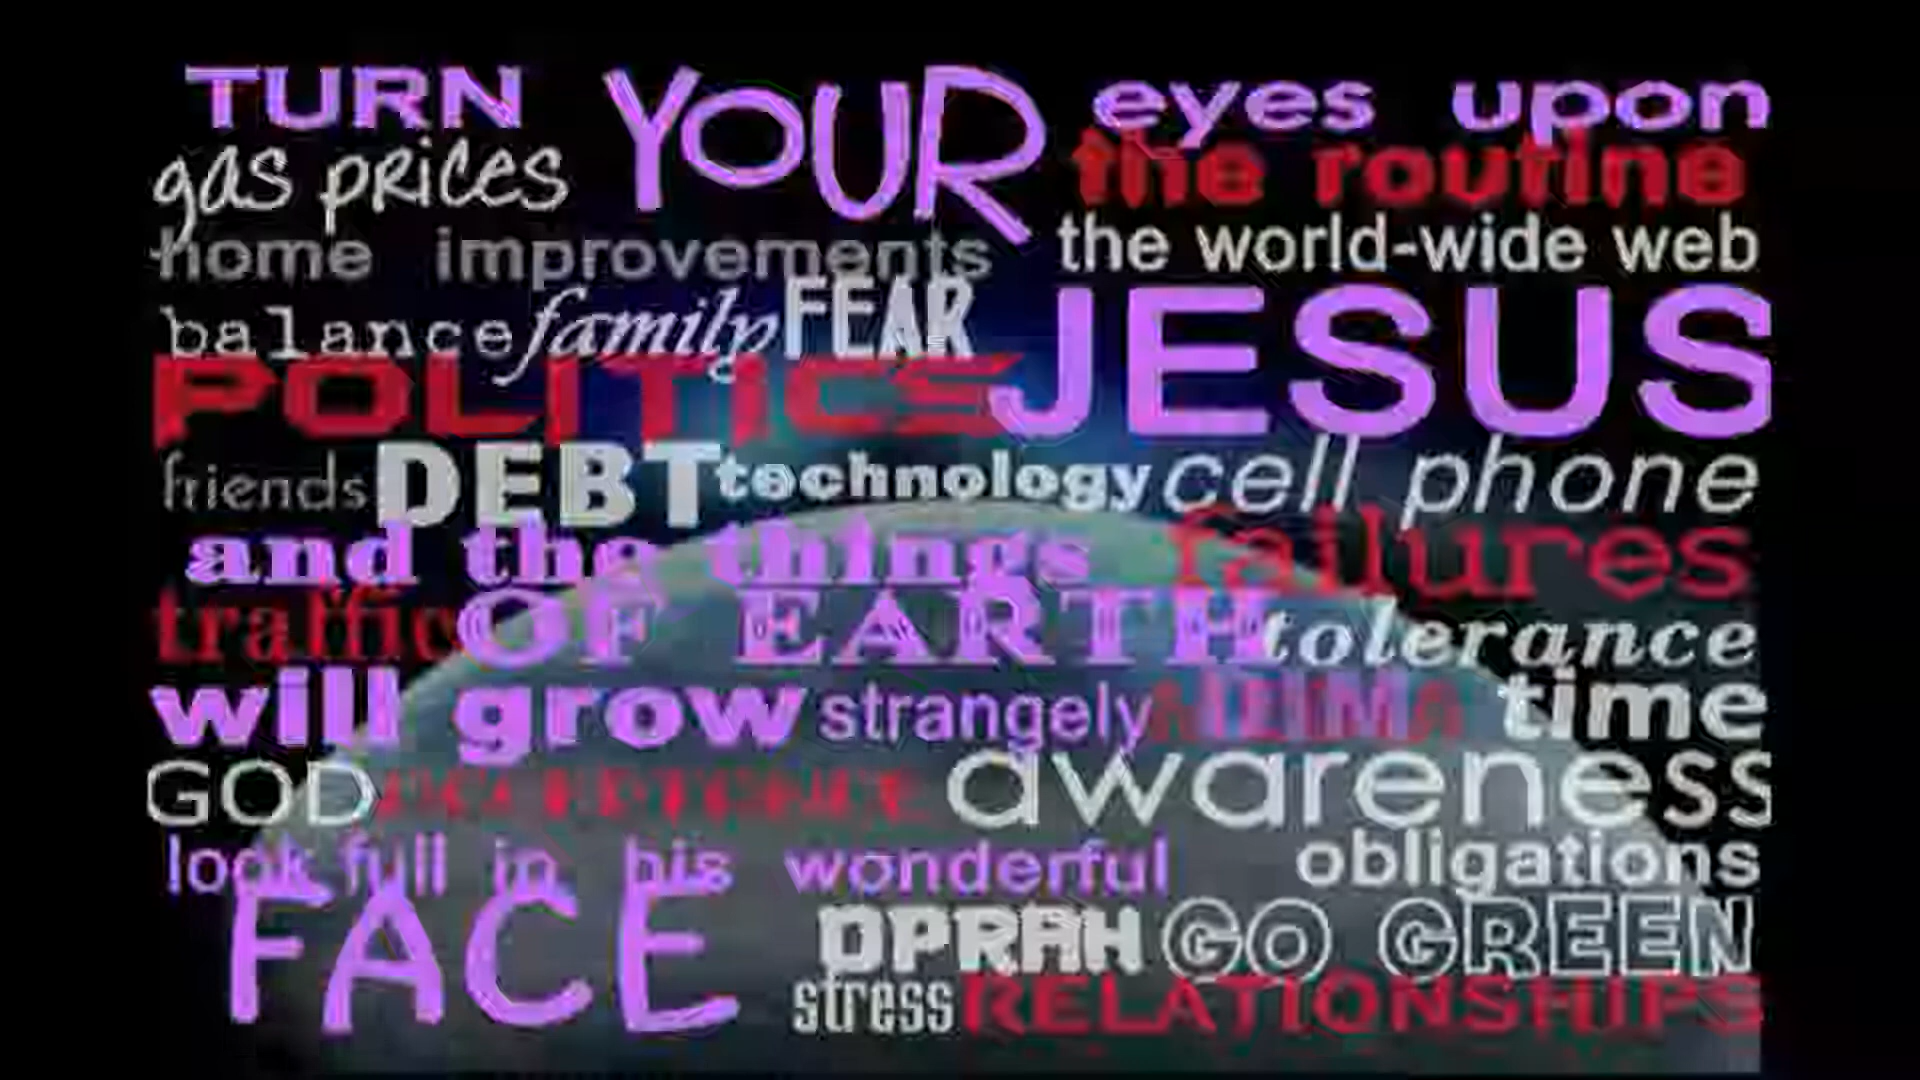 TURN YOUR eyes upon
gas prices the routine
home improvements the world-wide web
balance family FEAR JESUS
POLITICS
friends DEBT technology cell phone
and the things failures
traffic OF EARTH tolerance
will grow strangely time
GOD awareness
look full in his wonderful obligations
FACE OPRAH GO GREEN
stress RELATIONSHIPS